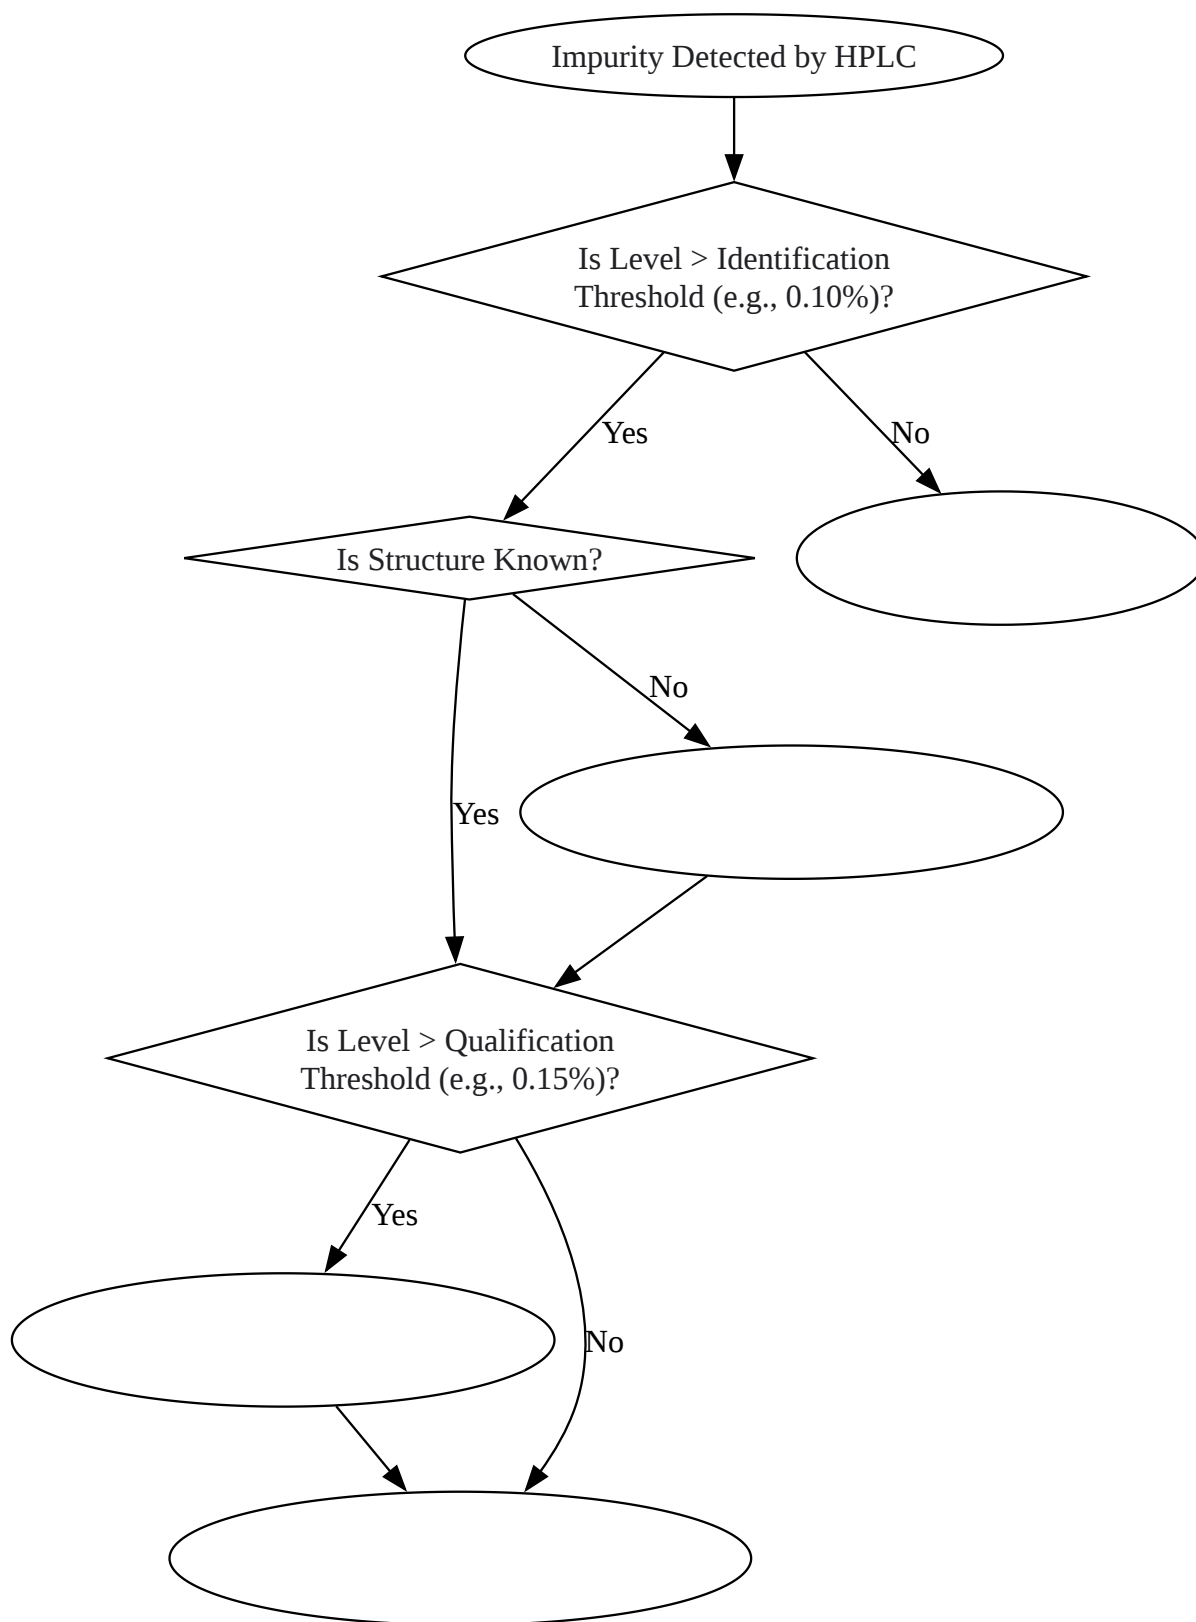 Impurity Detected by HPLC
Is Level > Identification
Threshold (e.g., 0.10%)?
Yes
No
Is Structure Known?
No
Yes
Is Level > Qualification
Threshold (e.g., 0.15%)?
Yes
No